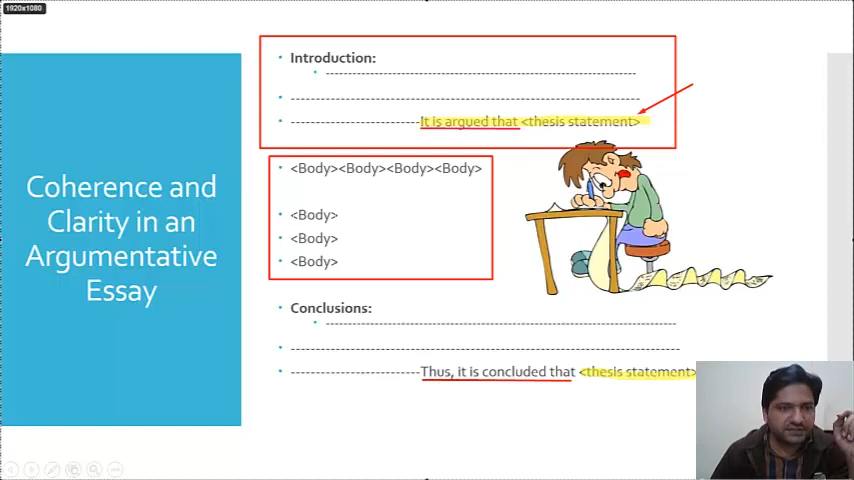 1920x1080
Coherence and
Clarity in an
Argumentative
Essay
Introduction:
It is argued that <thesis statement>
<Body><Body><Body><Body>
<Body>
<Body>
<Body>
Conclusions:
Thus, it is concluded that <thesis statement>